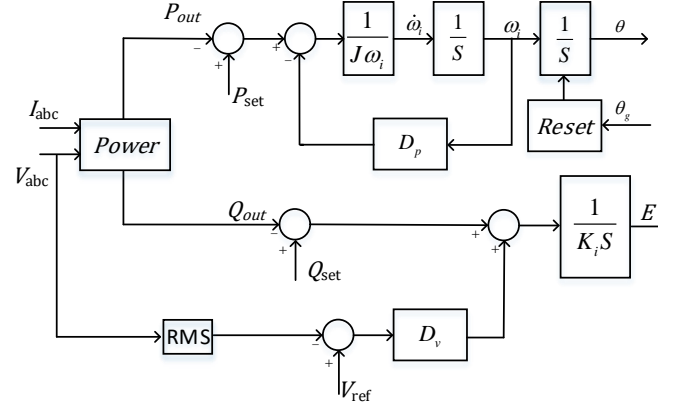 P_out
−
+
P_set
+
−
1
Jω_i
ω̇_i
1
S
ω_i
1
S
θ
I_abc
Power
V_abc
D_p
Reset
θ_g
Q_out
−
+
Q_set
+
+
1
K_i S
E
RMS
−
+
V_ref
D_v